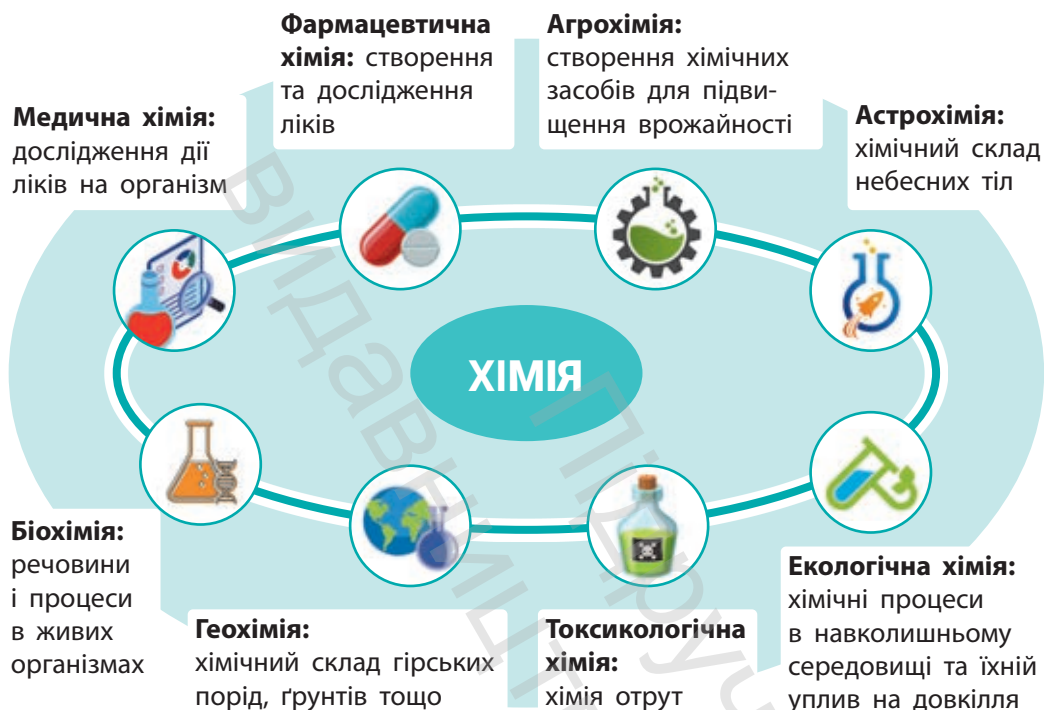 Фармацевтична
хімія: створення
та дослідження
ліків
Агрохімія:
створення хімічних
засобів для підви-
щення врожайності
Медична хімія:
дослідження дії
ліків на організм
Астрохімія:
хімічний склад
небесних тіл
ХІМІЯ
Біохімія:
речовини
і процеси
в живих
організмах
Геохімія:
хімічний склад гірських
порід, ґрунтів тощо
Токсикологічна
хімія:
хімія отрут
Екологічна хімія:
хімічні процеси
в навколишньому
середовищі та їхній
уплив на довкілля